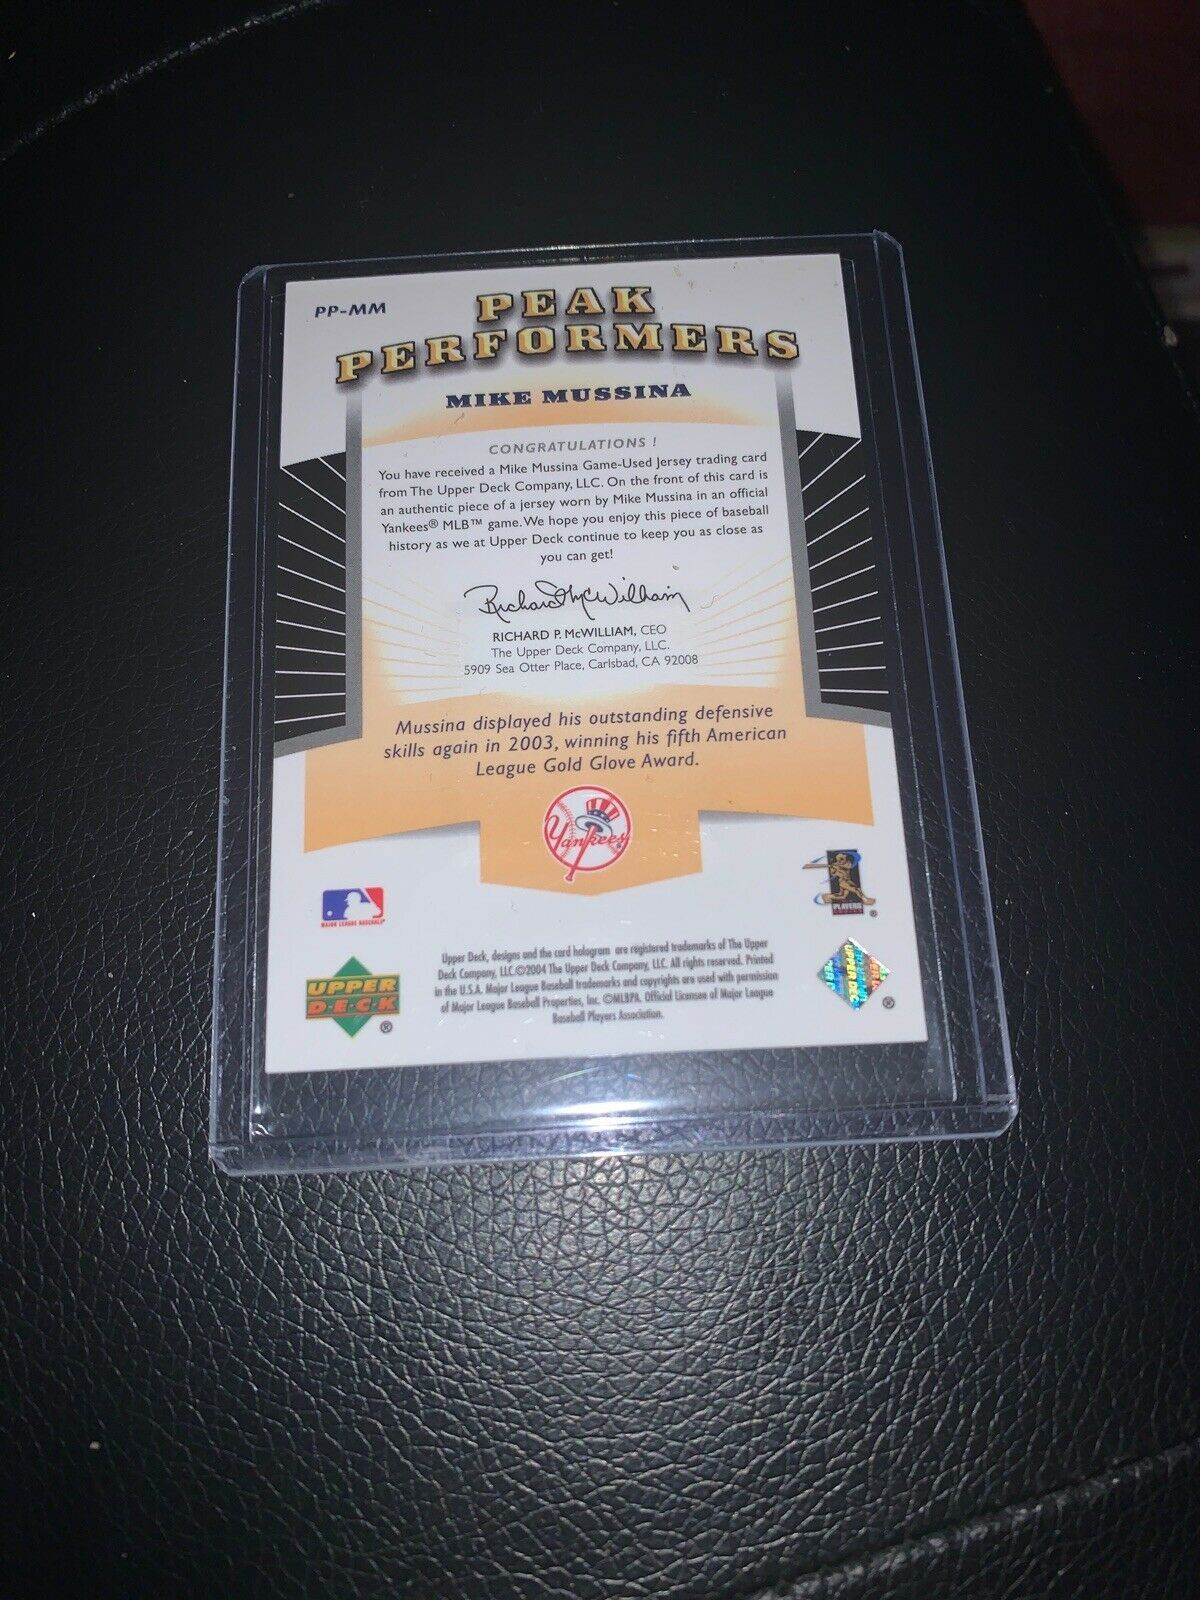 PP-MM
PEAK
PERFORMERS
MIKE MUSSINA
CONGRATULATIONS !
You have received a Mike Mussina Game-Used Jersey trading card
from The Upper Deck Company, LLC. On the front of this card is
an authentic piece of a jersey worn by Mike Mussina in an official
Yankees® MLB™ game. We hope you enjoy this piece of baseball
history as we at Upper Deck continue to keep you as close as
you can get!
Richard McWilliam
RICHARD P. McWILLIAM, CEO
The Upper Deck Company, LLC.
5909 Sea Otter Place, Carlsbad, CA 92008
Mussina displayed his outstanding defensive
skills again in 2003, winning his fifth American
League Gold Glove Award.
Yankees®
MAJOR LEAGUE BASEBALL®
PLAYERS
®
UPPER
D·E·C·K
®
Upper Deck, designs and the card hologram are registered trademarks of The Upper
Deck Company, LLC.©2004 The Upper Deck Company, LLC. All rights reserved. Printed
in the U.S.A. Major League Baseball trademarks and copyrights are used with permission
of Major League Baseball Properties, Inc. ©MLBPA. Official Licensee of Major League
Baseball Players Association.
UPPER DEC
®